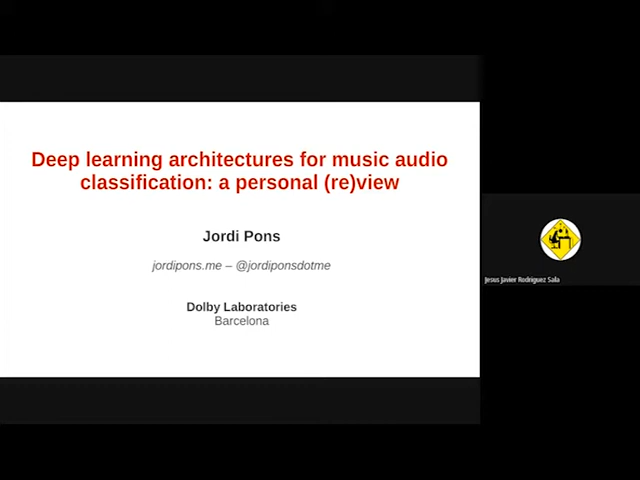 Deep learning architectures for music audio
classification: a personal (re)view
Jordi Pons
jordipons.me – @jordiponsdotme
Dolby Laboratories
Barcelona
Jesus Javier Rodriguez Sala